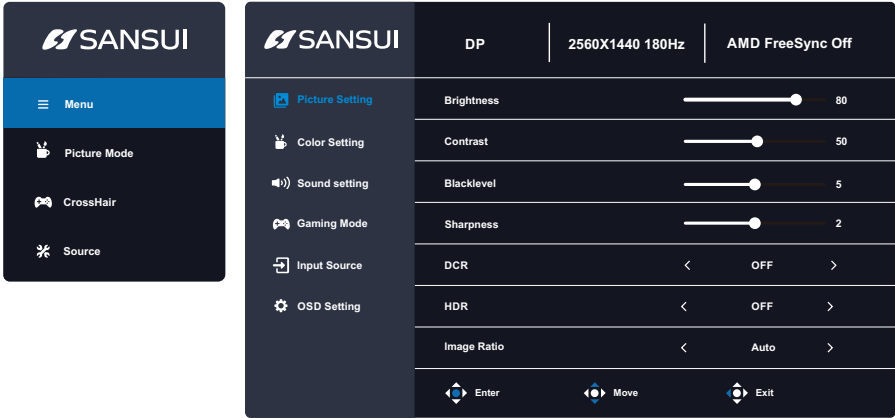 SANSUI
Menu
Picture Mode
CrossHair
Source
SANSUI
DP 2560X1440 180Hz AMD FreeSync Off
Picture Setting
Color Setting
Sound setting
Gaming Mode
Input Source
OSD Setting
Brightness 80
Contrast 50
Blacklevel 5
Sharpness 2
DCR < OFF >
HDR < OFF >
Image Ratio < Auto >
Enter Move Exit